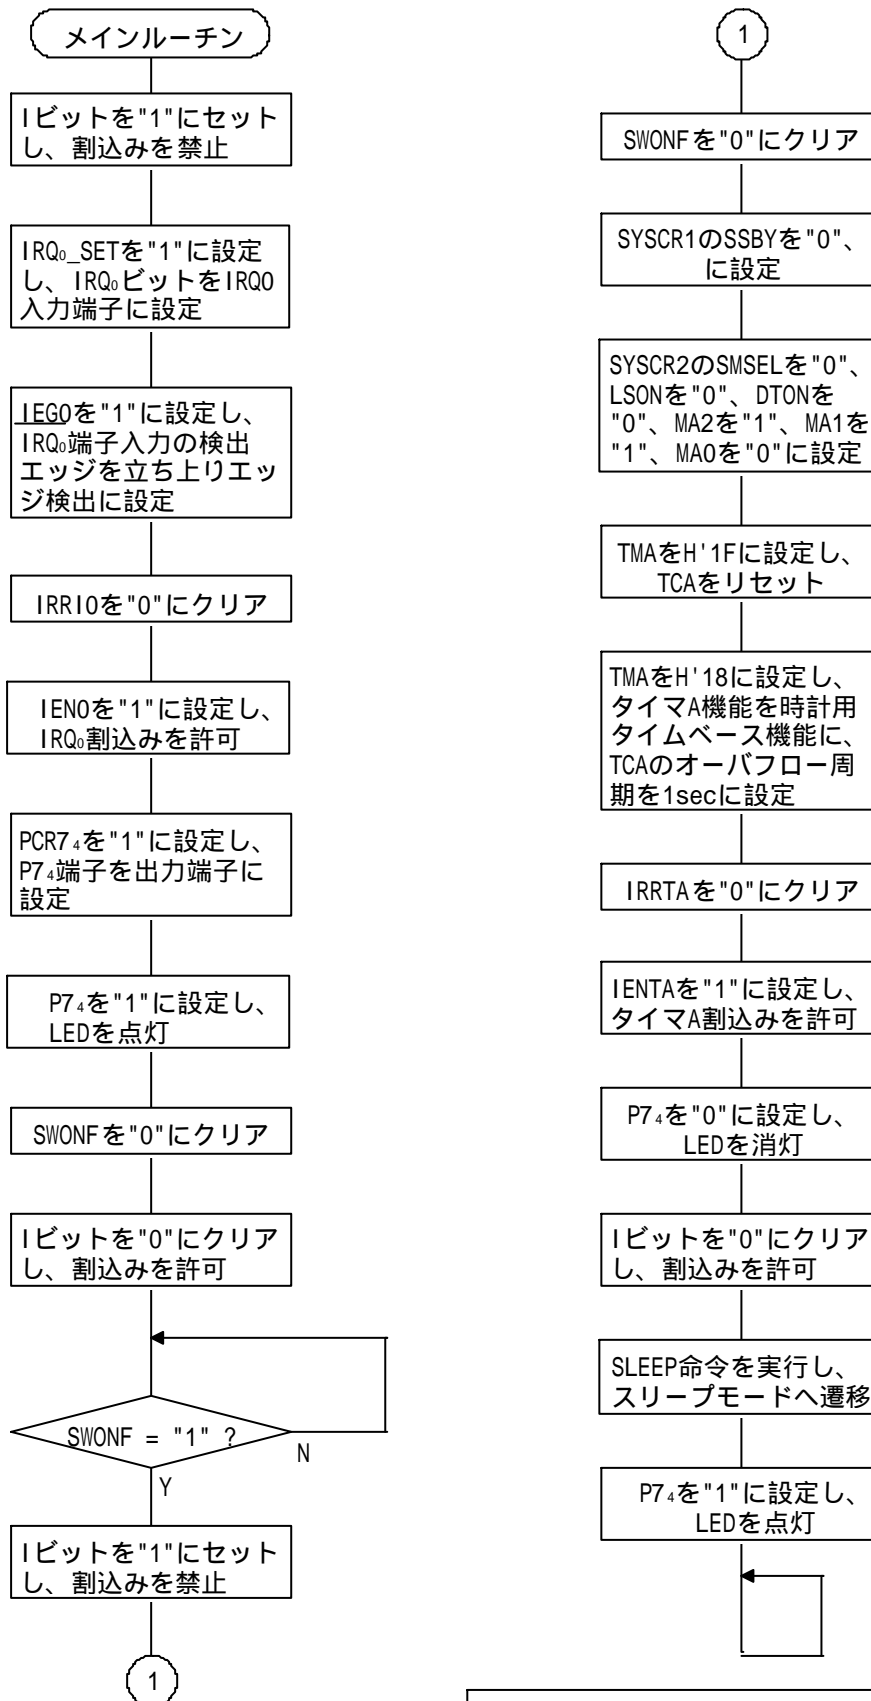 メインルーチン
Iビットを"1"にセット
し、割込みを禁止
IRQ₀_SETを"1"に設定
し、IRQ₀ビットをIRQ0
入力端子に設定
IEG0を"1"に設定し、
IRQ₀端子入力の検出
エッジを立ち上りエッ
ジ検出に設定
IRRI0を"0"にクリア
IEN0を"1"に設定し、
IRQ₀割込みを許可
PCR7₄を"1"に設定し、
P7₄端子を出力端子に
設定
P7₄を"1"に設定し、
LEDを点灯
SWONFを"0"にクリア
Iビットを"0"にクリア
し、割込みを許可
SWONF = "1" ?
N
Y
Iビットを"1"にセット
し、割込みを禁止
1
1
SWONFを"0"にクリア
SYSCR1のSSBYを"0"、
に設定
SYSCR2のSMSELを"0"、
LSONを"0"、DTONを
"0"、MA2を"1"、MA1を
"1"、MA0を"0"に設定
TMAをH'1Fに設定し、
TCAをリセット
TMAをH'18に設定し、
タイマA機能を時計用
タイムベース機能に、
TCAのオーバフロー周
期を1secに設定
IRRTAを"0"にクリア
IENTAを"1"に設定し、
タイマA割込みを許可
P7₄を"0"に設定し、
LEDを消灯
Iビットを"0"にクリア
し、割込みを許可
SLEEP命令を実行し、
スリープモードへ遷移
P7₄を"1"に設定し、
LEDを点灯